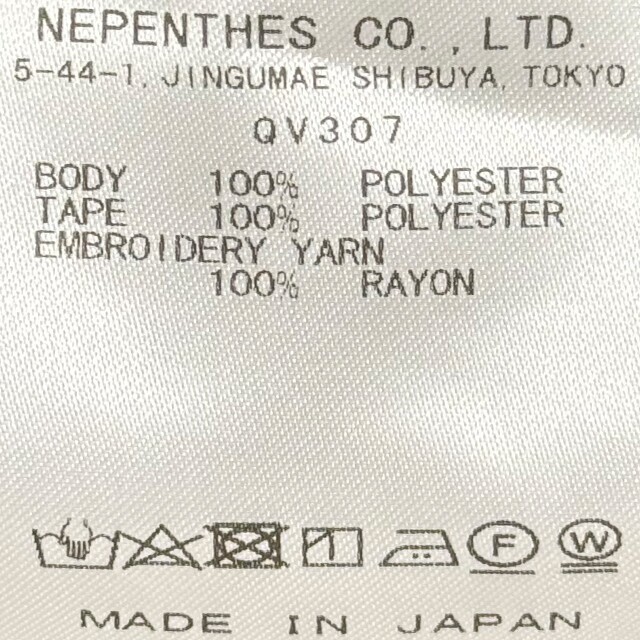 NEPENTHES CO.,LTD.
5-44-1, JINGUMAE SHIBUYA, TOKYO
QV307
BODY 100% POLYESTER
TAPE 100% POLYESTER
EMBROIDERY YARN
100% RAYON
F W
MADE IN JAPAN